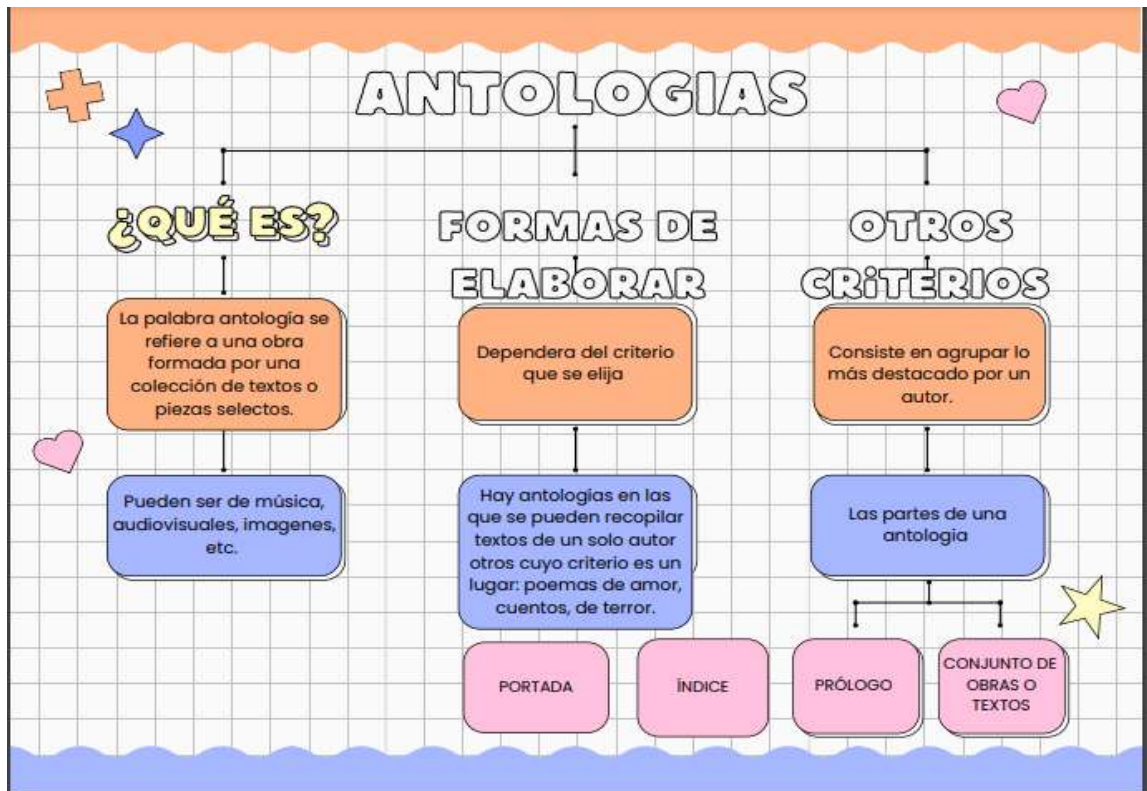 ANTOLOGIAS
¿QUÉ ES?
La palabra antología se
refiere a una obra
formada por una
colección de textos o
piezas selectos.
Pueden ser de música,
audiovisuales, imagenes,
etc.
FORMAS DE
ELABORAR
Dependera del criterio
que se elija
Hay antologías en las
que se pueden recopilar
textos de un solo autor
otros cuyo criterio es un
lugar: poemas de amor,
cuentos, de terror.
OTROS
CRiTERIOS
Consiste en agrupar lo
más destacado por un
autor.
Las partes de una
antología
PORTADA
ÍNDICE
PRÓLOGO
CONJUNTO DE
OBRAS O
TEXTOS